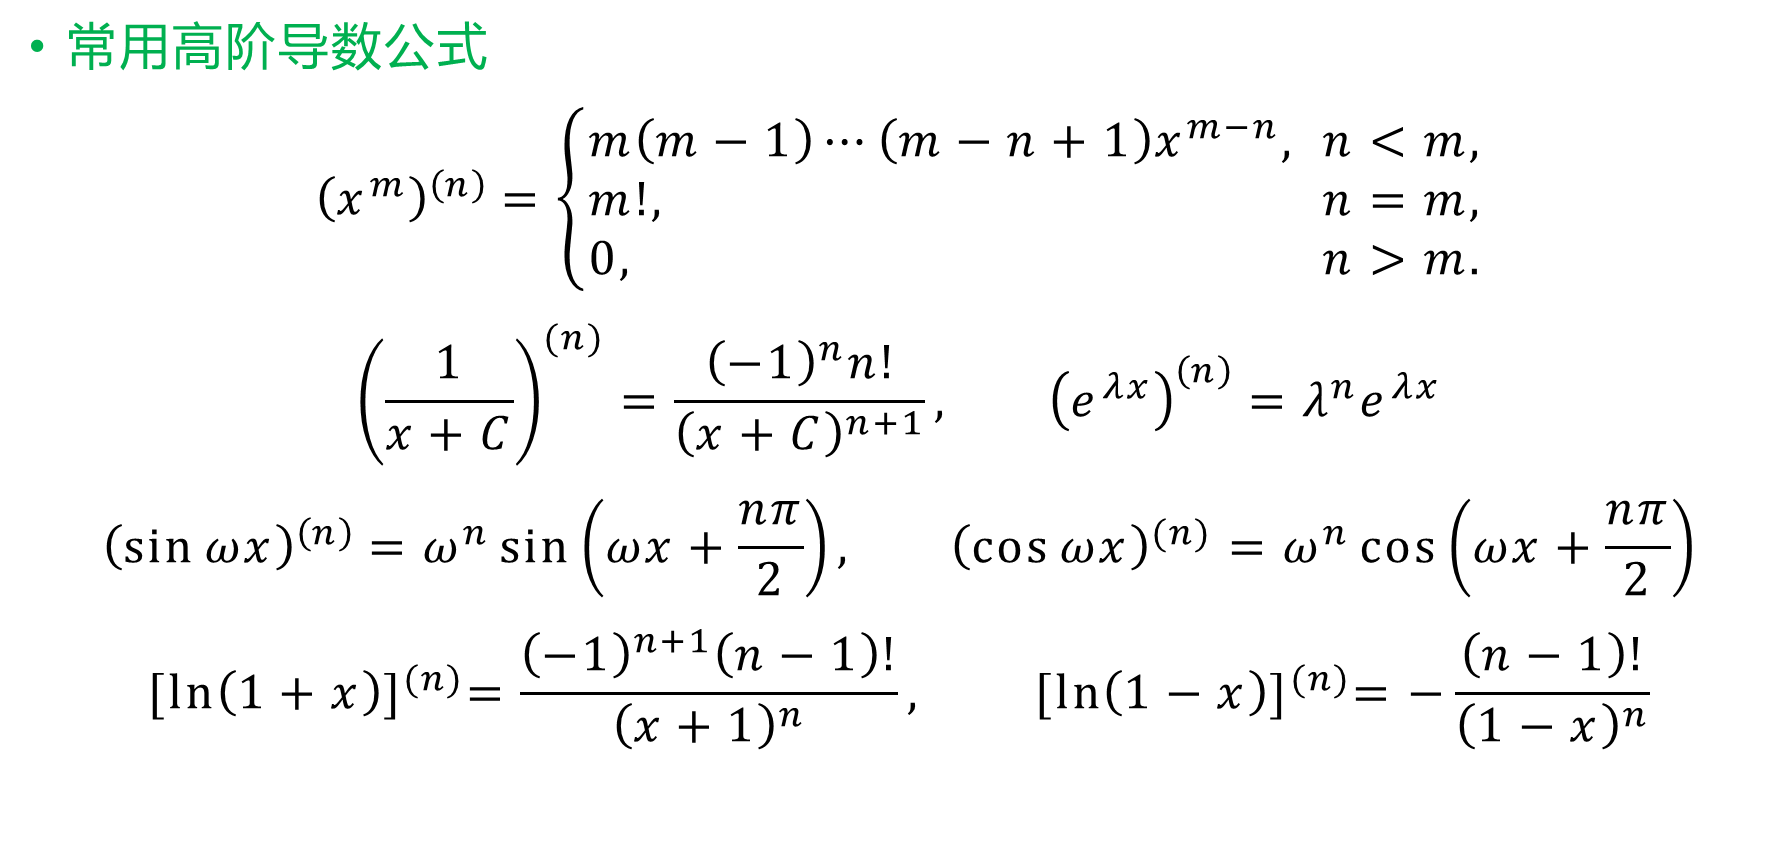 • 常用高阶导数公式
(x^m)^(n) = { m(m − 1) ⋯ (m − n + 1)x^{m−n}, n < m,
m!, n = m,
0, n > m.
(1/(x + C))^(n) = (−1)^n n!/(x + C)^{n+1}, (e^{λx})^(n) = λ^n e^{λx}
(sin ωx)^(n) = ω^n sin(ωx + nπ/2), (cos ωx)^(n) = ω^n cos(ωx + nπ/2)
[ln(1 + x)]^(n) = (−1)^{n+1}(n − 1)!/(x + 1)^n, [ln(1 − x)]^(n) = −(n − 1)!/(1 − x)^n